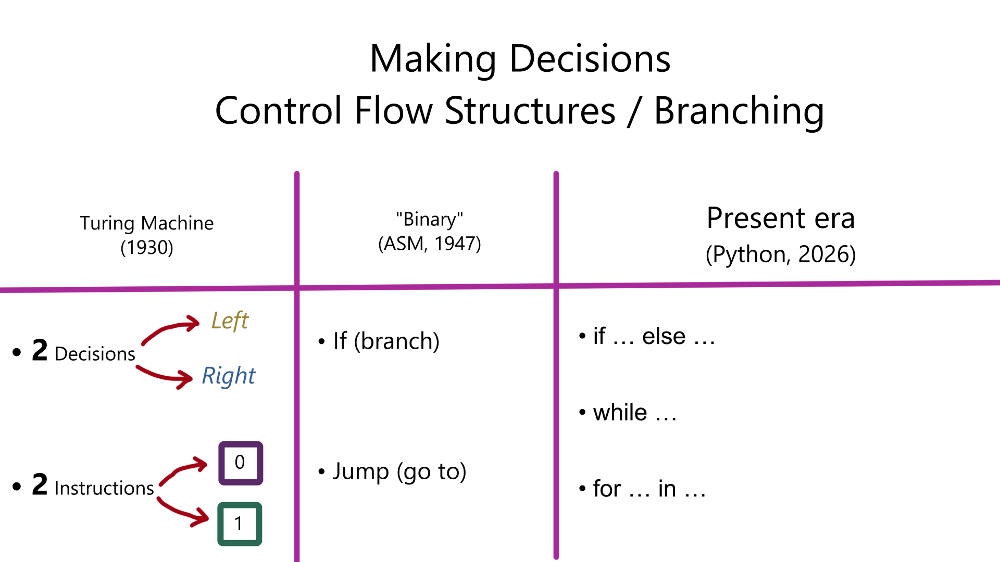 Making Decisions
Control Flow Structures / Branching
Turing Machine
(1930)
"Binary"
(ASM, 1947)
Present era
(Python, 2026)
• 2 Decisions
Left
Right
• 2 Instructions
0
1
• If (branch)
• Jump (go to)
• if … else …
• while …
• for … in …